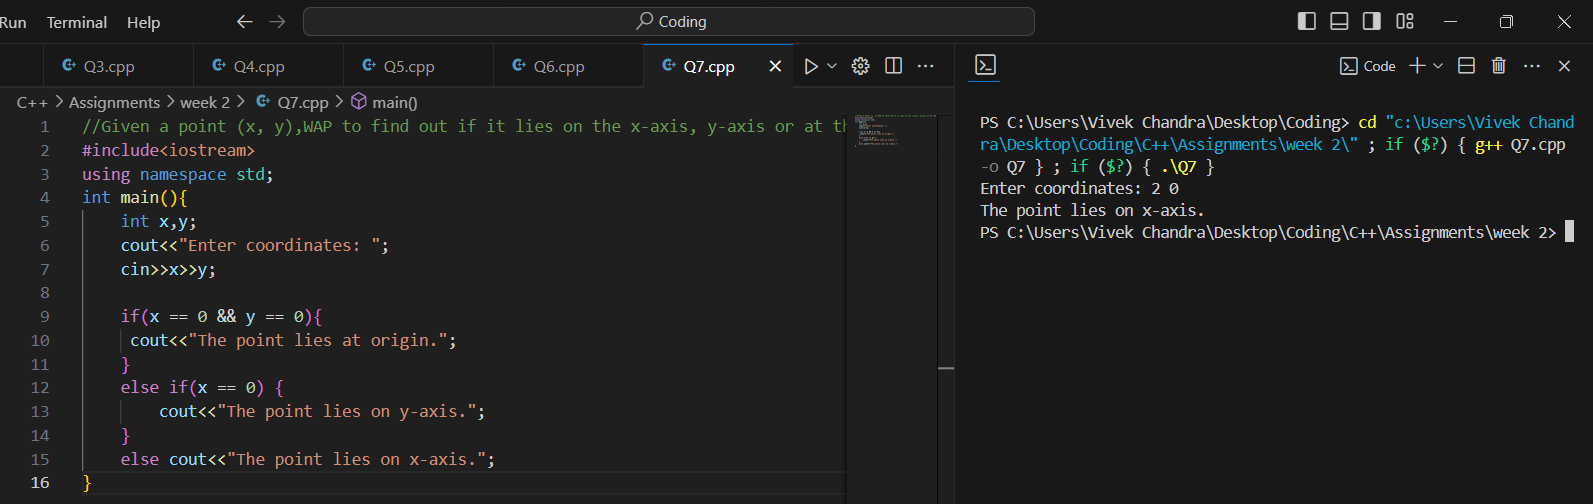 Run Terminal Help Coding
Q3.cpp Q4.cpp Q5.cpp Q6.cpp Q7.cpp
C++ > Assignments > week 2 > Q7.cpp > main()
1 //Given a point (x, y),WAP to find out if it lies on the x-axis, y-axis or at th
2 #include<iostream>
3 using namespace std;
4 int main(){
5 int x,y;
6 cout<<"Enter coordinates: ";
7 cin>>x>>y;
8
9 if(x == 0 && y == 0){
10 cout<<"The point lies at origin.";
11 }
12 else if(x == 0) {
13 cout<<"The point lies on y-axis.";
14 }
15 else cout<<"The point lies on x-axis.";
16 }
Code
PS C:\Users\Vivek Chandra\Desktop\Coding> cd "c:\Users\Vivek Chand
ra\Desktop\Coding\C++\Assignments\week 2\" ; if ($?) { g++ Q7.cpp
-o Q7 } ; if ($?) { .\Q7 }
Enter coordinates: 2 0
The point lies on x-axis.
PS C:\Users\Vivek Chandra\Desktop\Coding\C++\Assignments\week 2>